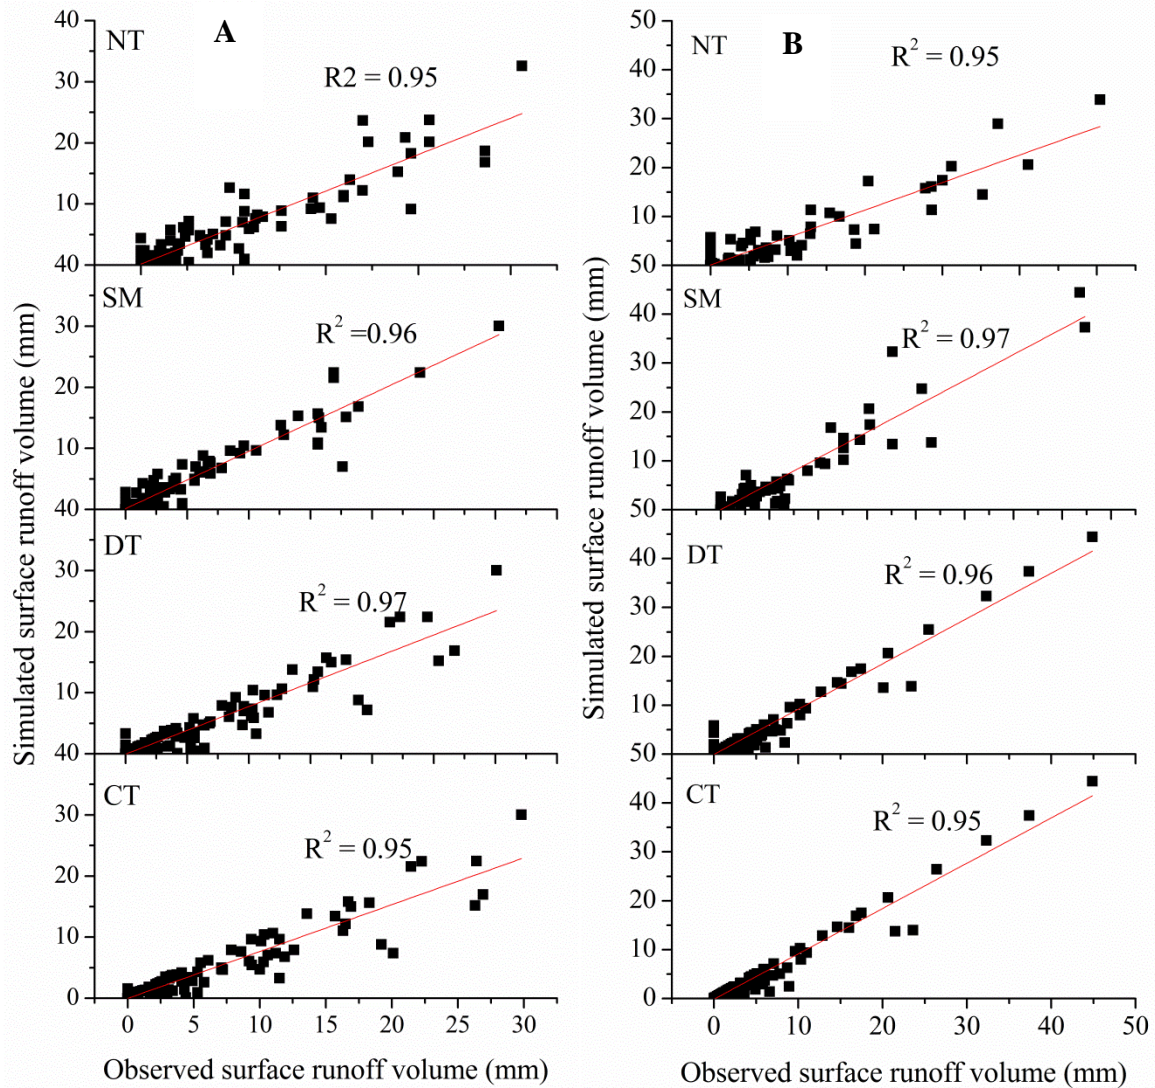 A
NT
R2 = 0.95
40
30
20
10
40
SM
R² =0.96
30
20
10
40
DT
R² = 0.97
30
20
10
40
CT
R² = 0.95
30
20
10
0
0 5 10 15 20 25 30
Simulated surface runoff volume (mm)
Observed surface runoff volume (mm)
B
NT
R² = 0.95
50
40
30
20
10
50
SM
R² = 0.97
40
30
20
10
50
DT
R² = 0.96
40
30
20
10
50
CT
R² = 0.95
40
30
20
10
0
0 10 20 30 40 50
Simulated surface runoff volume (mm)
Observed surface runoff volume (mm)